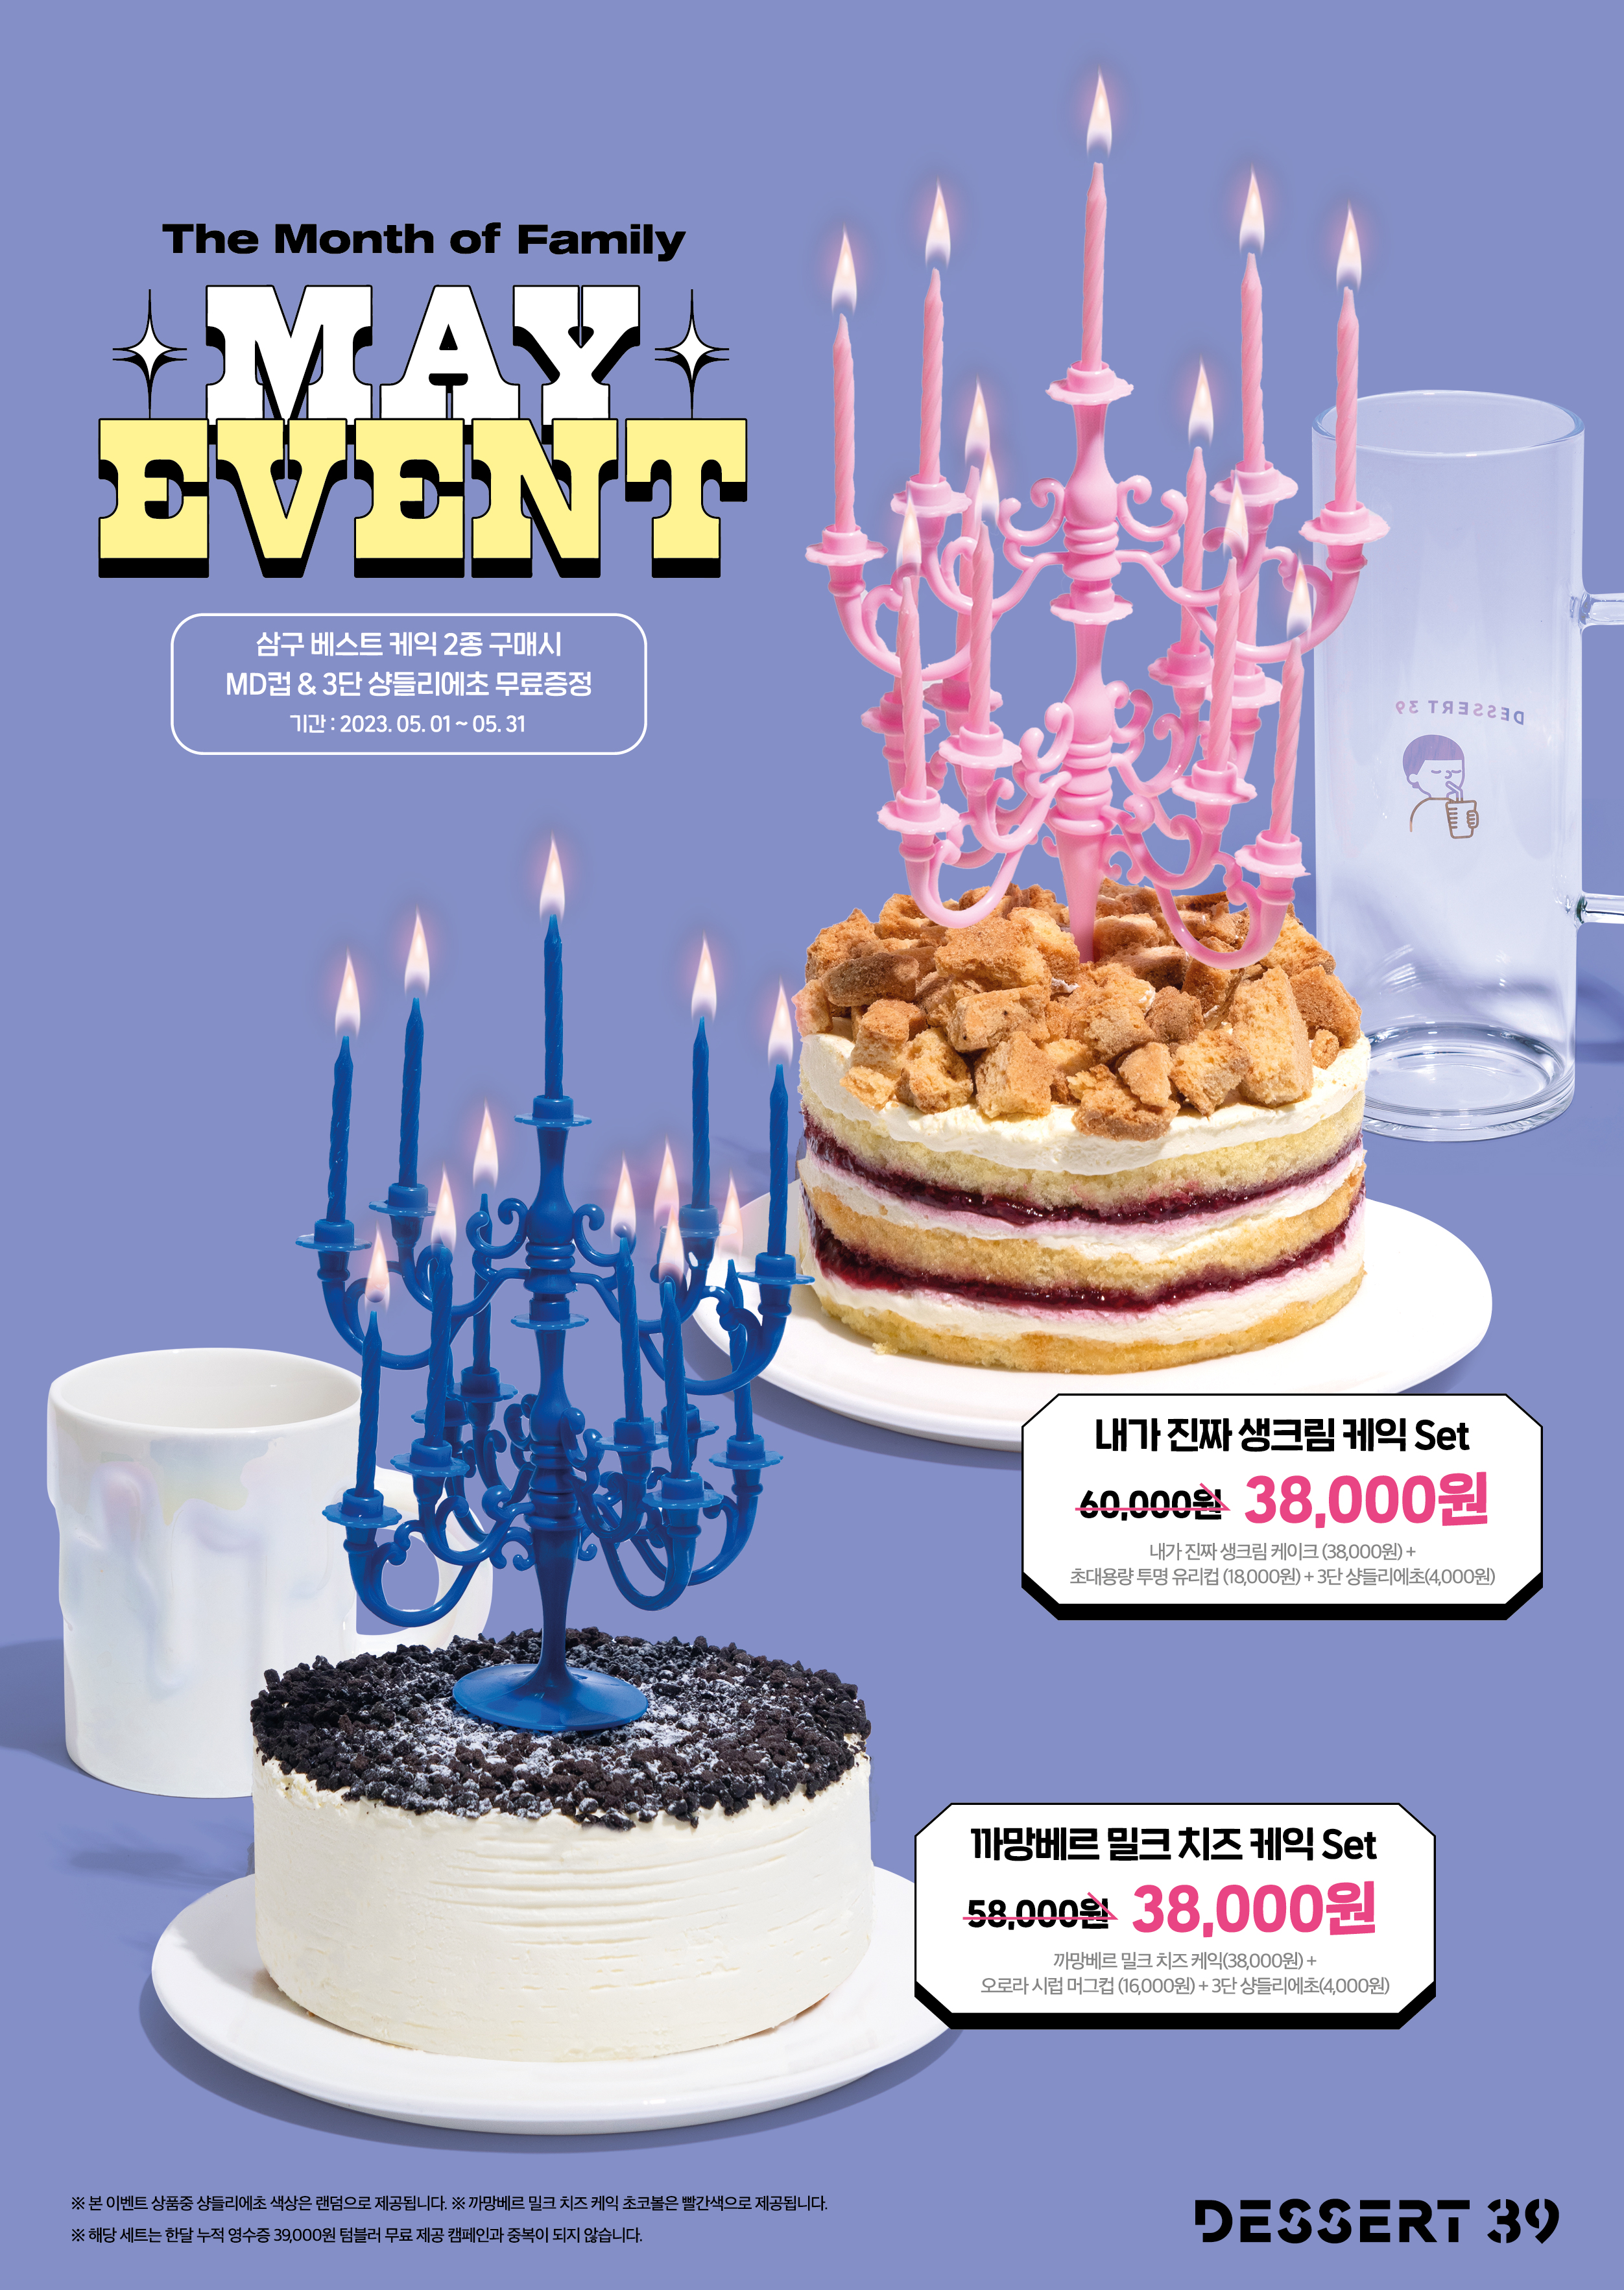 The Month of Family
MAY
EVENT
삼구 베스트 케익 2종 구매시
MD컵 & 3단 샹들리에초 무료증정
기간 : 2023. 05. 01 ~ 05. 31
DESSERT 39
내가 진짜 생크림 케익 Set
60,000원 38,000원
내가 진짜 생크림 케이크 (38,000원) +
초대용량 투명 유리컵 (18,000원) + 3단 샹들리에초(4,000원)
까망베르 밀크 치즈 케익 Set
58,000원 38,000원
까망베르 밀크 치즈 케익(38,000원) +
오로라 시럽 머그컵 (16,000원) + 3단 샹들리에초(4,000원)
※ 본 이벤트 상품중 샹들리에초 색상은 랜덤으로 제공됩니다. ※ 까망베르 밀크 치즈 케익 초코볼은 빨간색으로 제공됩니다.
※ 해당 세트는 한달 누적 영수증 39,000원 텀블러 무료 제공 캠페인과 중복이 되지 않습니다.
DESSERT 39